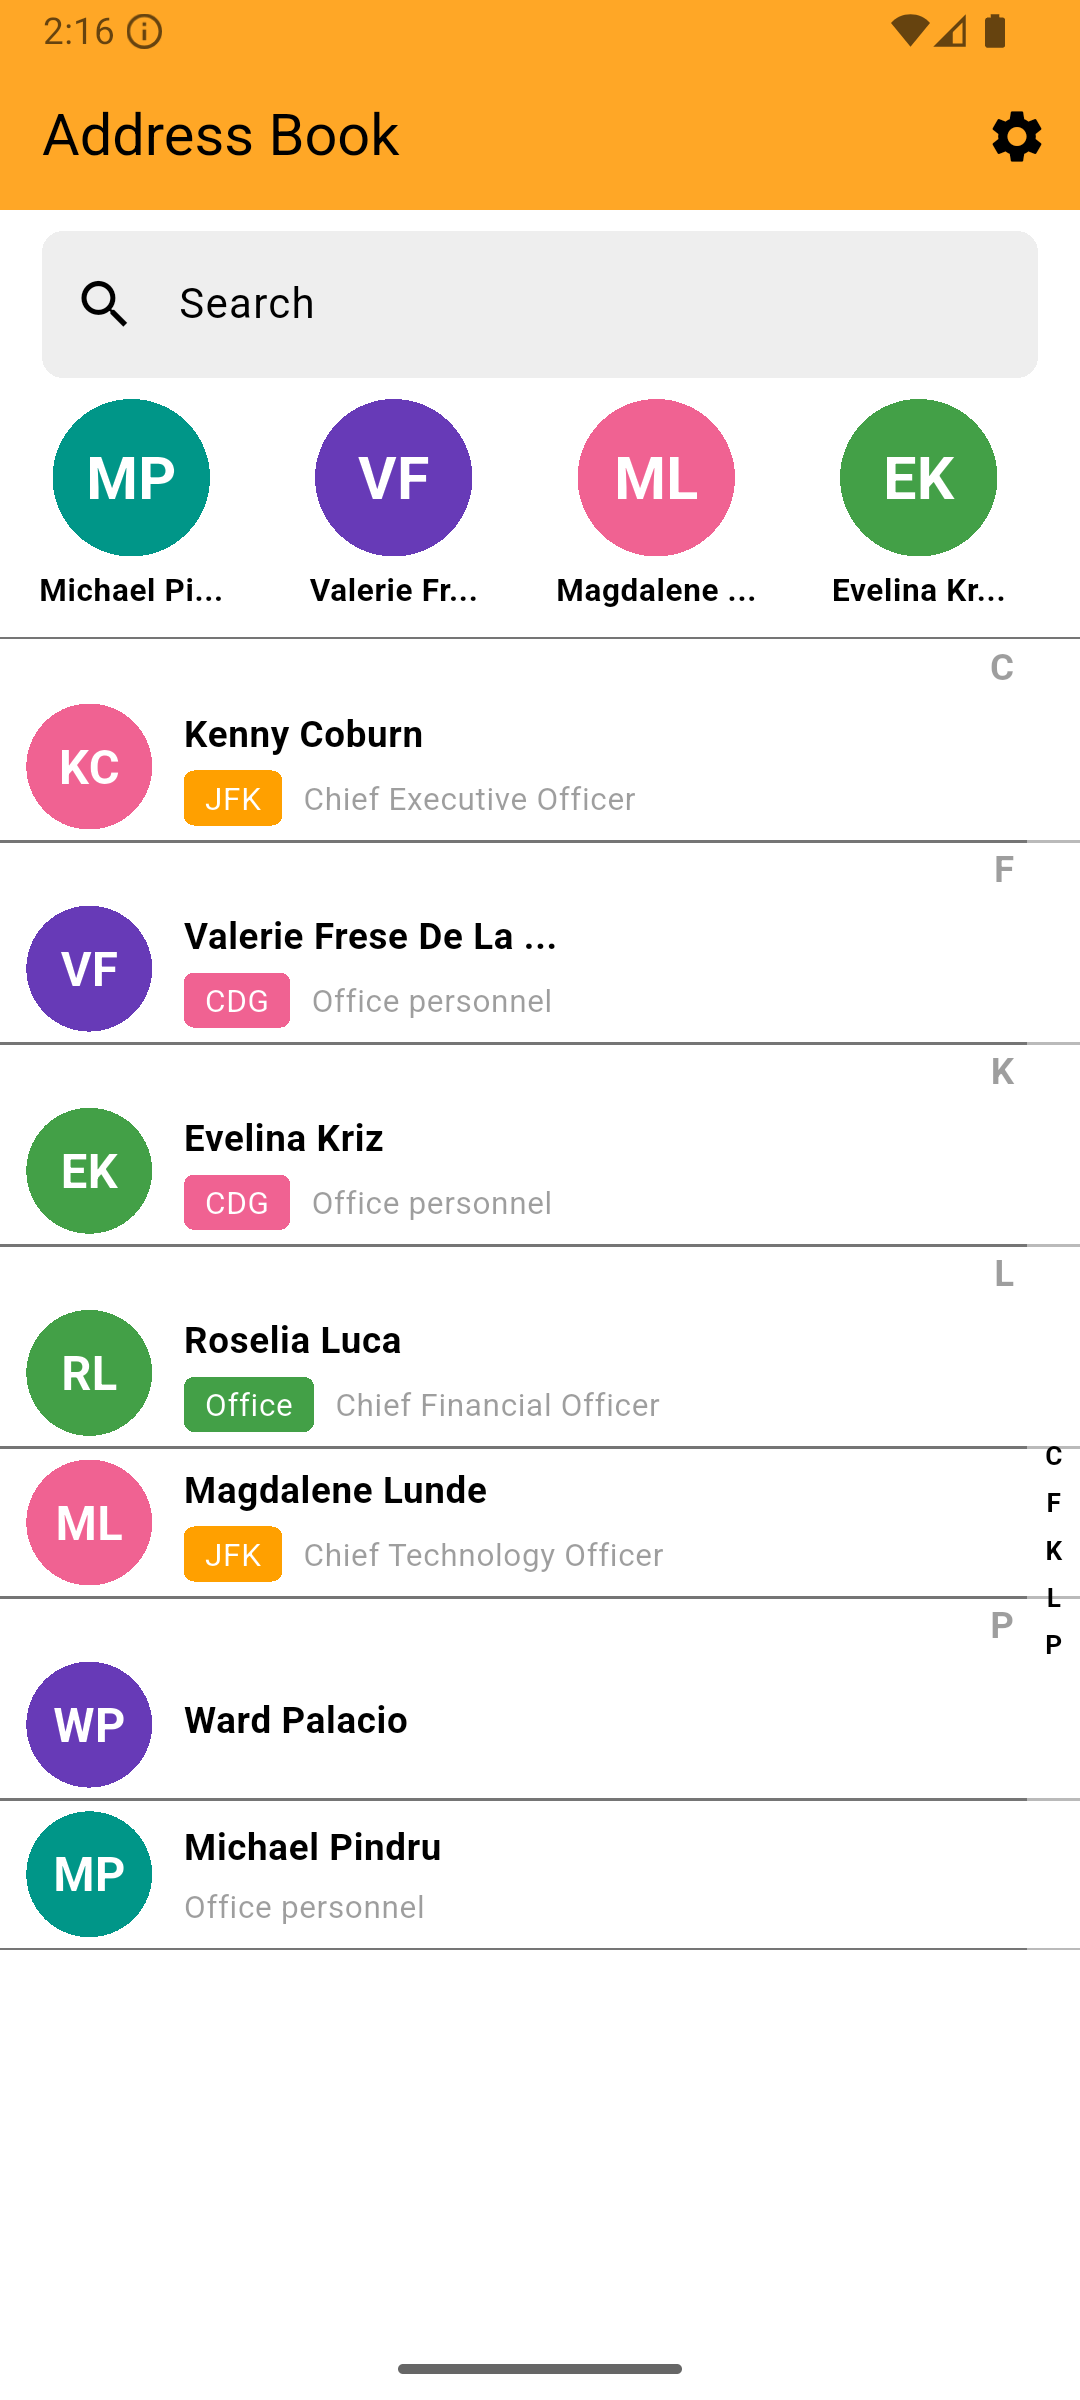 2:16
Address Book
Search
MP VF ML EK
Michael Pi... Valerie Fr... Magdalene ... Evelina Kr...
C
KC Kenny Coburn
JFK Chief Executive Officer
F
VF Valerie Frese De La ...
CDG Office personnel
K
EK Evelina Kriz
CDG Office personnel
L
RL Roselia Luca
Office Chief Financial Officer
ML Magdalene Lunde
JFK Chief Technology Officer
P
WP Ward Palacio
MP Michael Pindru
Office personnel
C
F
K
L
P